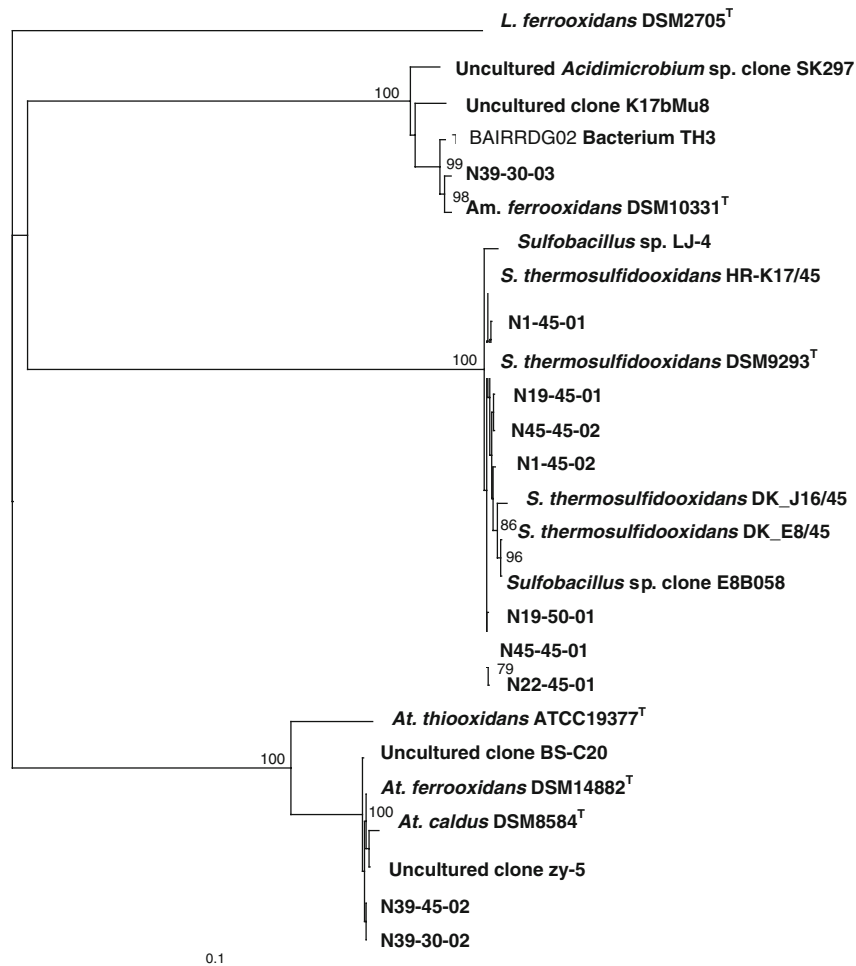 L. ferrooxidans DSM2705T
Uncultured Acidimicrobium sp. clone SK297
100
Uncultured clone K17bMu8
BAIRRDG02 Bacterium TH3
99
N39-30-03
98
Am. ferrooxidans DSM10331T
Sulfobacillus sp. LJ-4
S. thermosulfidooxidans HR-K17/45
N1-45-01
100
S. thermosulfidooxidans DSM9293T
N19-45-01
N45-45-02
N1-45-02
S. thermosulfidooxidans DK_J16/45
86
S. thermosulfidooxidans DK_E8/45
96
Sulfobacillus sp. clone E8B058
N19-50-01
N45-45-01
79
N22-45-01
At. thiooxidans ATCC19377T
100
Uncultured clone BS-C20
At. ferrooxidans DSM14882T
100
At. caldus DSM8584T
Uncultured clone zy-5
N39-45-02
N39-30-02
0.1